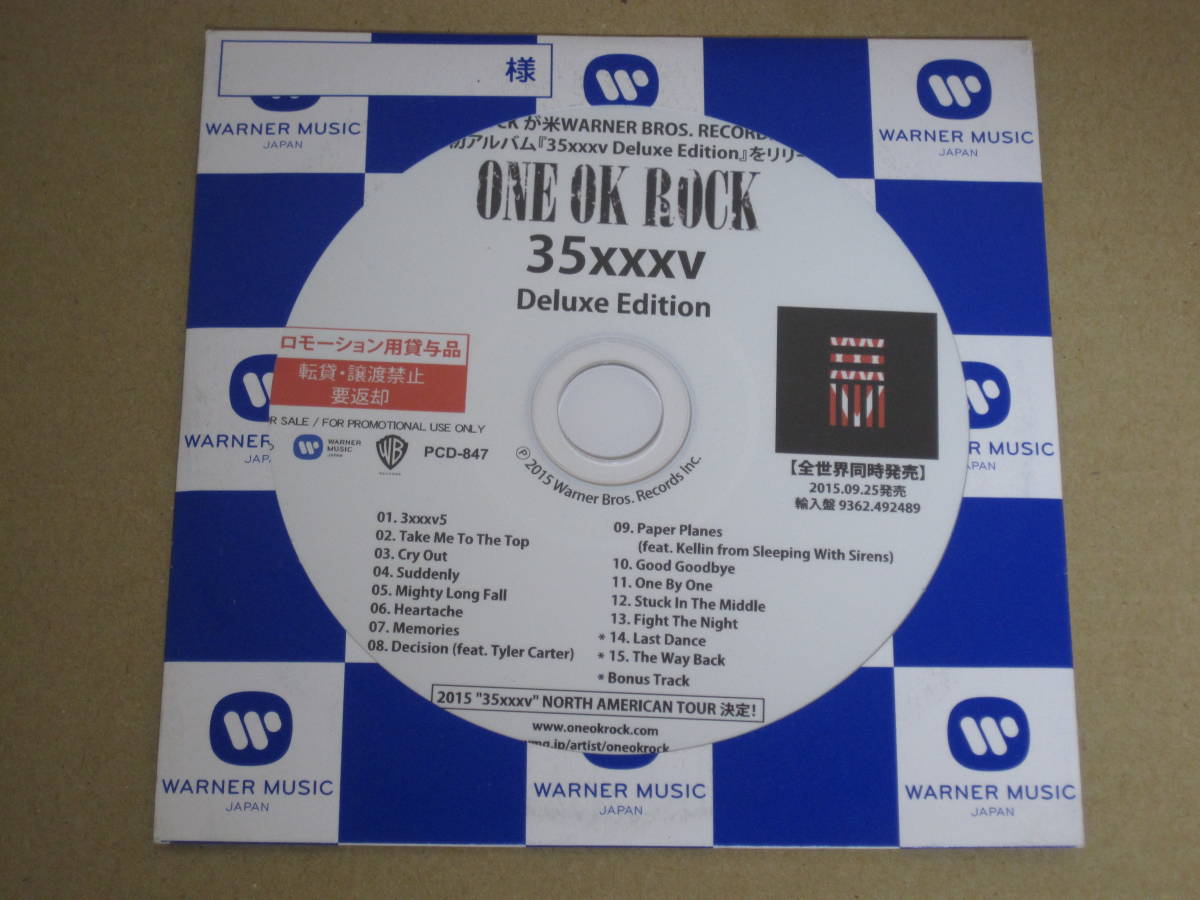 様
WARNER MUSIC
JAPAN
WARNER MUSIC
JAPAN
が米WARNER BROS. RECORD
アルバム『35xxxv Deluxe Edition』をリリー
ONE OK ROCK
35xxxv
Deluxe Edition
ロモーション用貸与品
転貸・譲渡禁止
要返却
SALE / FOR PROMOTIONAL USE ONLY
WARNER
MUSIC
JAPAN
WB
RECORDS
PCD-847
℗ 2015 Warner Bros. Records Inc.
【全世界同時発売】
2015.09.25発売
輸入盤 9362.492489
WARNER
JAPAN
MUSIC
JAPAN
01. 3xxxv5
02. Take Me To The Top
03. Cry Out
04. Suddenly
05. Mighty Long Fall
06. Heartache
07. Memories
08. Decision (feat. Tyler Carter)
09. Paper Planes
(feat. Kellin from Sleeping With Sirens)
10. Good Goodbye
11. One By One
12. Stuck In The Middle
13. Fight The Night
* 14. Last Dance
* 15. The Way Back
* Bonus Track
2015 "35xxxv" NORTH AMERICAN TOUR 決定!
www.oneokrock.com
.jp/artist/oneokrock
WARNER MUSIC
JAPAN
WARNER MUSIC
JAPAN
WARNER MUSIC
JAPAN